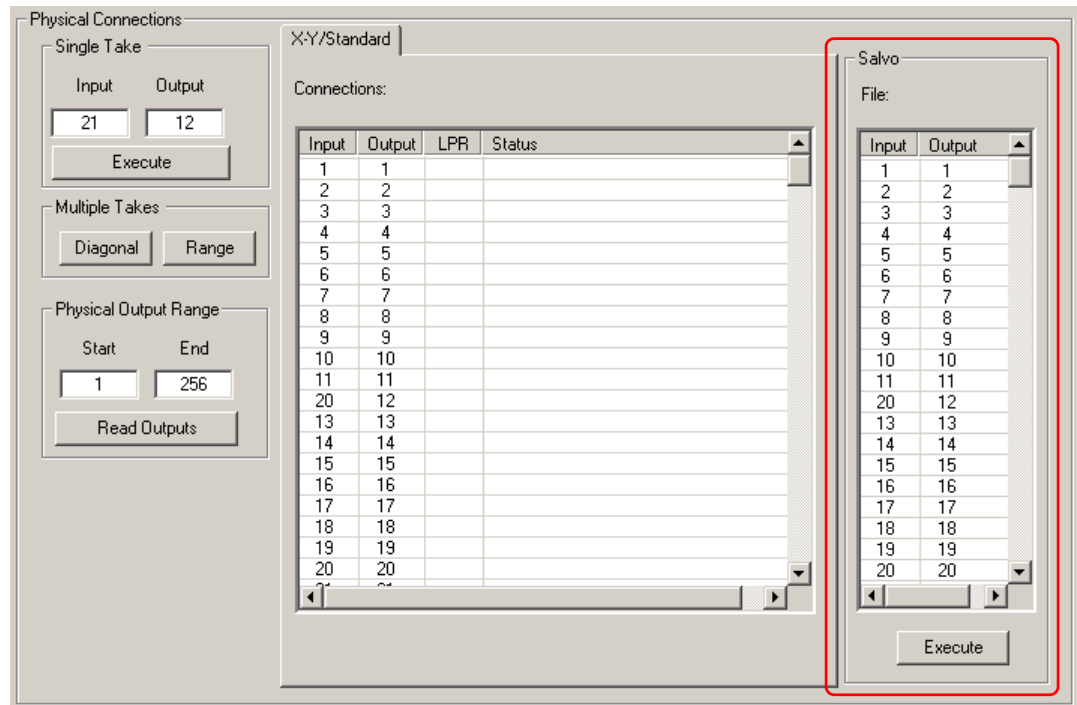 Physical Connections
Single Take
Input Output
21 12
Execute
Multiple Takes
Diagonal Range
Physical Output Range
Start End
1 256
Read Outputs
X-Y/Standard
Connections:
Input Output LPR Status
1 1
2 2
3 3
4 4
5 5
6 6
7 7
8 8
9 9
10 10
11 11
20 12
13 13
14 14
15 15
16 16
17 17
18 18
19 19
20 20
Salvo
File:
Input Output
1 1
2 2
3 3
4 4
5 5
6 6
7 7
8 8
9 9
10 10
11 11
20 12
13 13
14 14
15 15
16 16
17 17
18 18
19 19
20 20
Execute